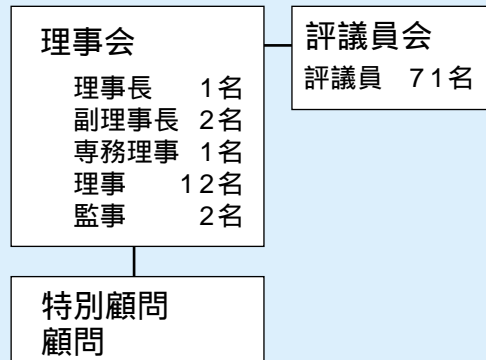 理事会
理事長 1名
副理事長 2名
専務理事 1名
理事 12名
監事 2名
評議員会
評議員 71名
特別顧問
顧問